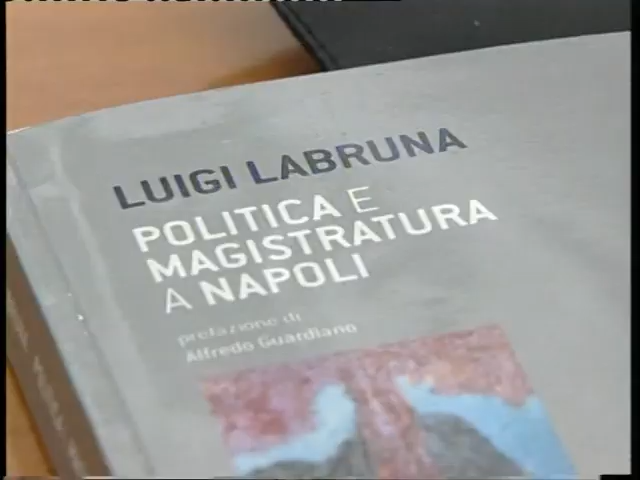 LUIGI LABRUNA
POLITICA E
MAGISTRATURA
A NAPOLI
prefazione di
Alfredo Guardiano